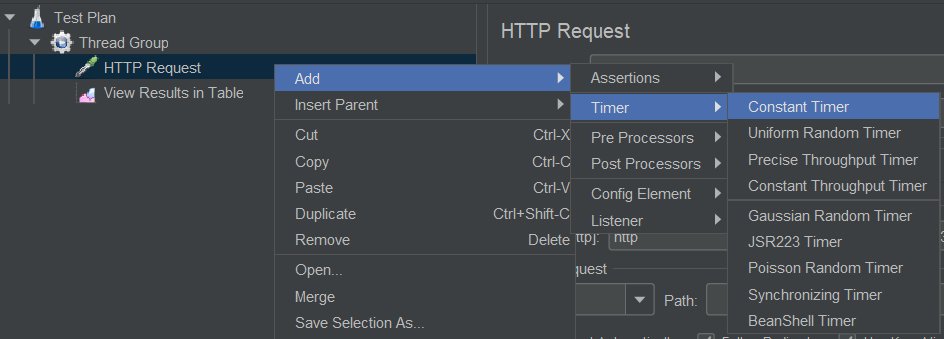 Test Plan
Thread Group
HTTP Request
View Results in Table
HTTP Request
Add
Insert Parent
Cut Ctrl-X
Copy Ctrl-C
Paste Ctrl-V
Duplicate Ctrl+Shift-C
Remove Delete
Open...
Merge
Save Selection As...
Assertions
Timer
Pre Processors
Post Processors
Config Element
Listener
Constant Timer
Uniform Random Timer
Precise Throughput Timer
Constant Throughput Timer
Gaussian Random Timer
JSR223 Timer
Poisson Random Timer
Synchronizing Timer
BeanShell Timer
http
Path: